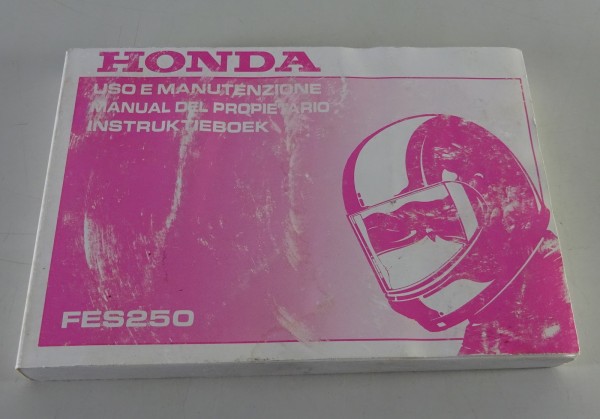 HONDA
USO E MANUTENZIONE
MANUAL DEL PROPIETARIO
INSTRUKTIEBOEK
FES250